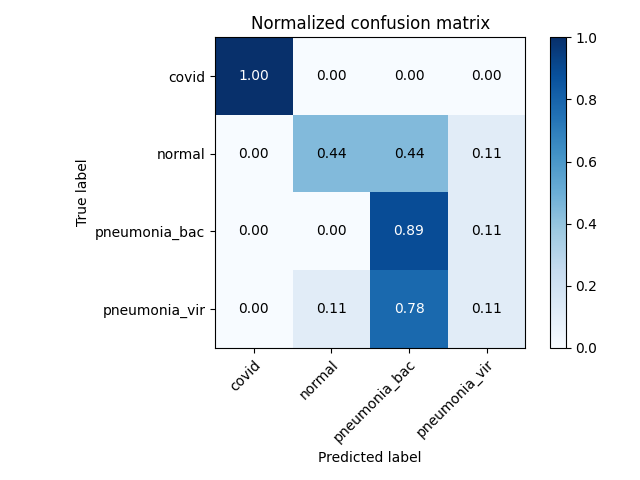 Normalized confusion matrix
True label
covid 1.00 0.00 0.00 0.00
normal 0.00 0.44 0.44 0.11
pneumonia_bac 0.00 0.00 0.89 0.11
pneumonia_vir 0.00 0.11 0.78 0.11
covid normal pneumonia_bac pneumonia_vir
Predicted label
1.0
0.8
0.6
0.4
0.2
0.0